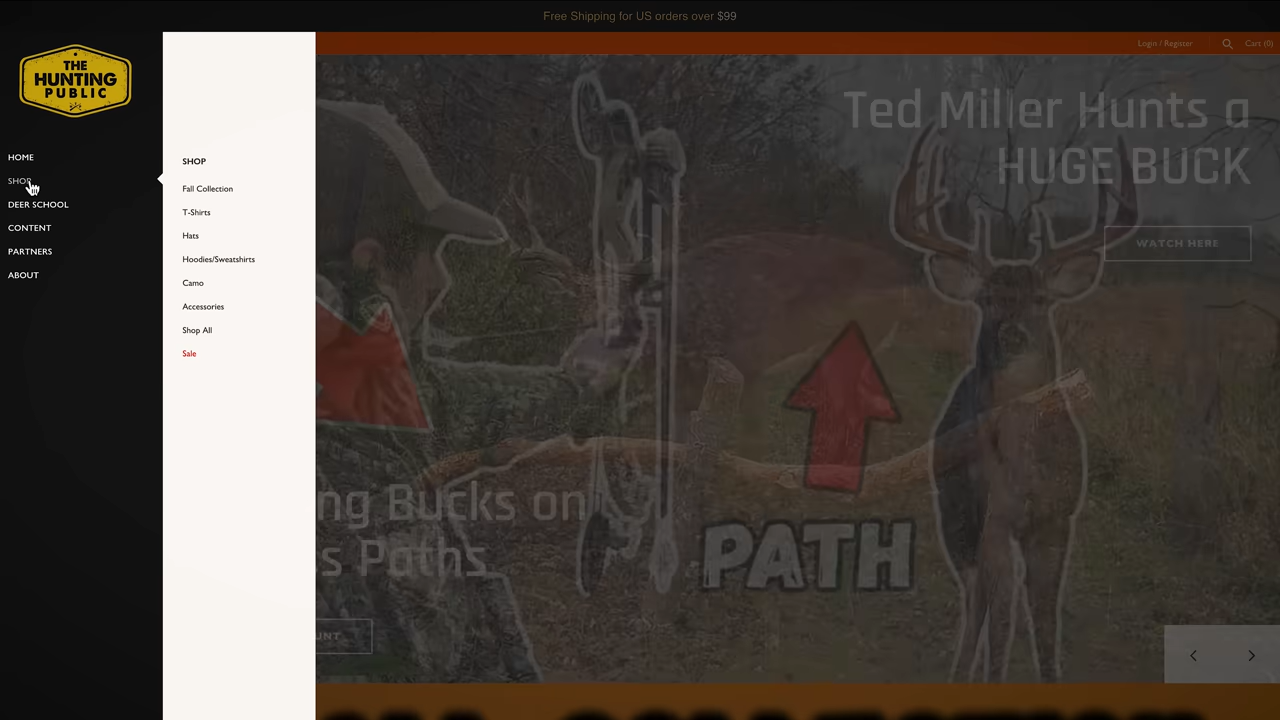 Free Shipping for US orders over $99
THE
HUNTING
PUBLIC
Login / Register
Cart (0)
HOME
SHOP
DEER SCHOOL
CONTENT
PARTNERS
ABOUT
SHOP
Fall Collection
T-Shirts
Hats
Hoodies/Sweatshirts
Camo
Accessories
Shop All
Sale
Ted Miller Hunts a
HUGE BUCK
WATCH HERE
Bucks on
Paths
PATH